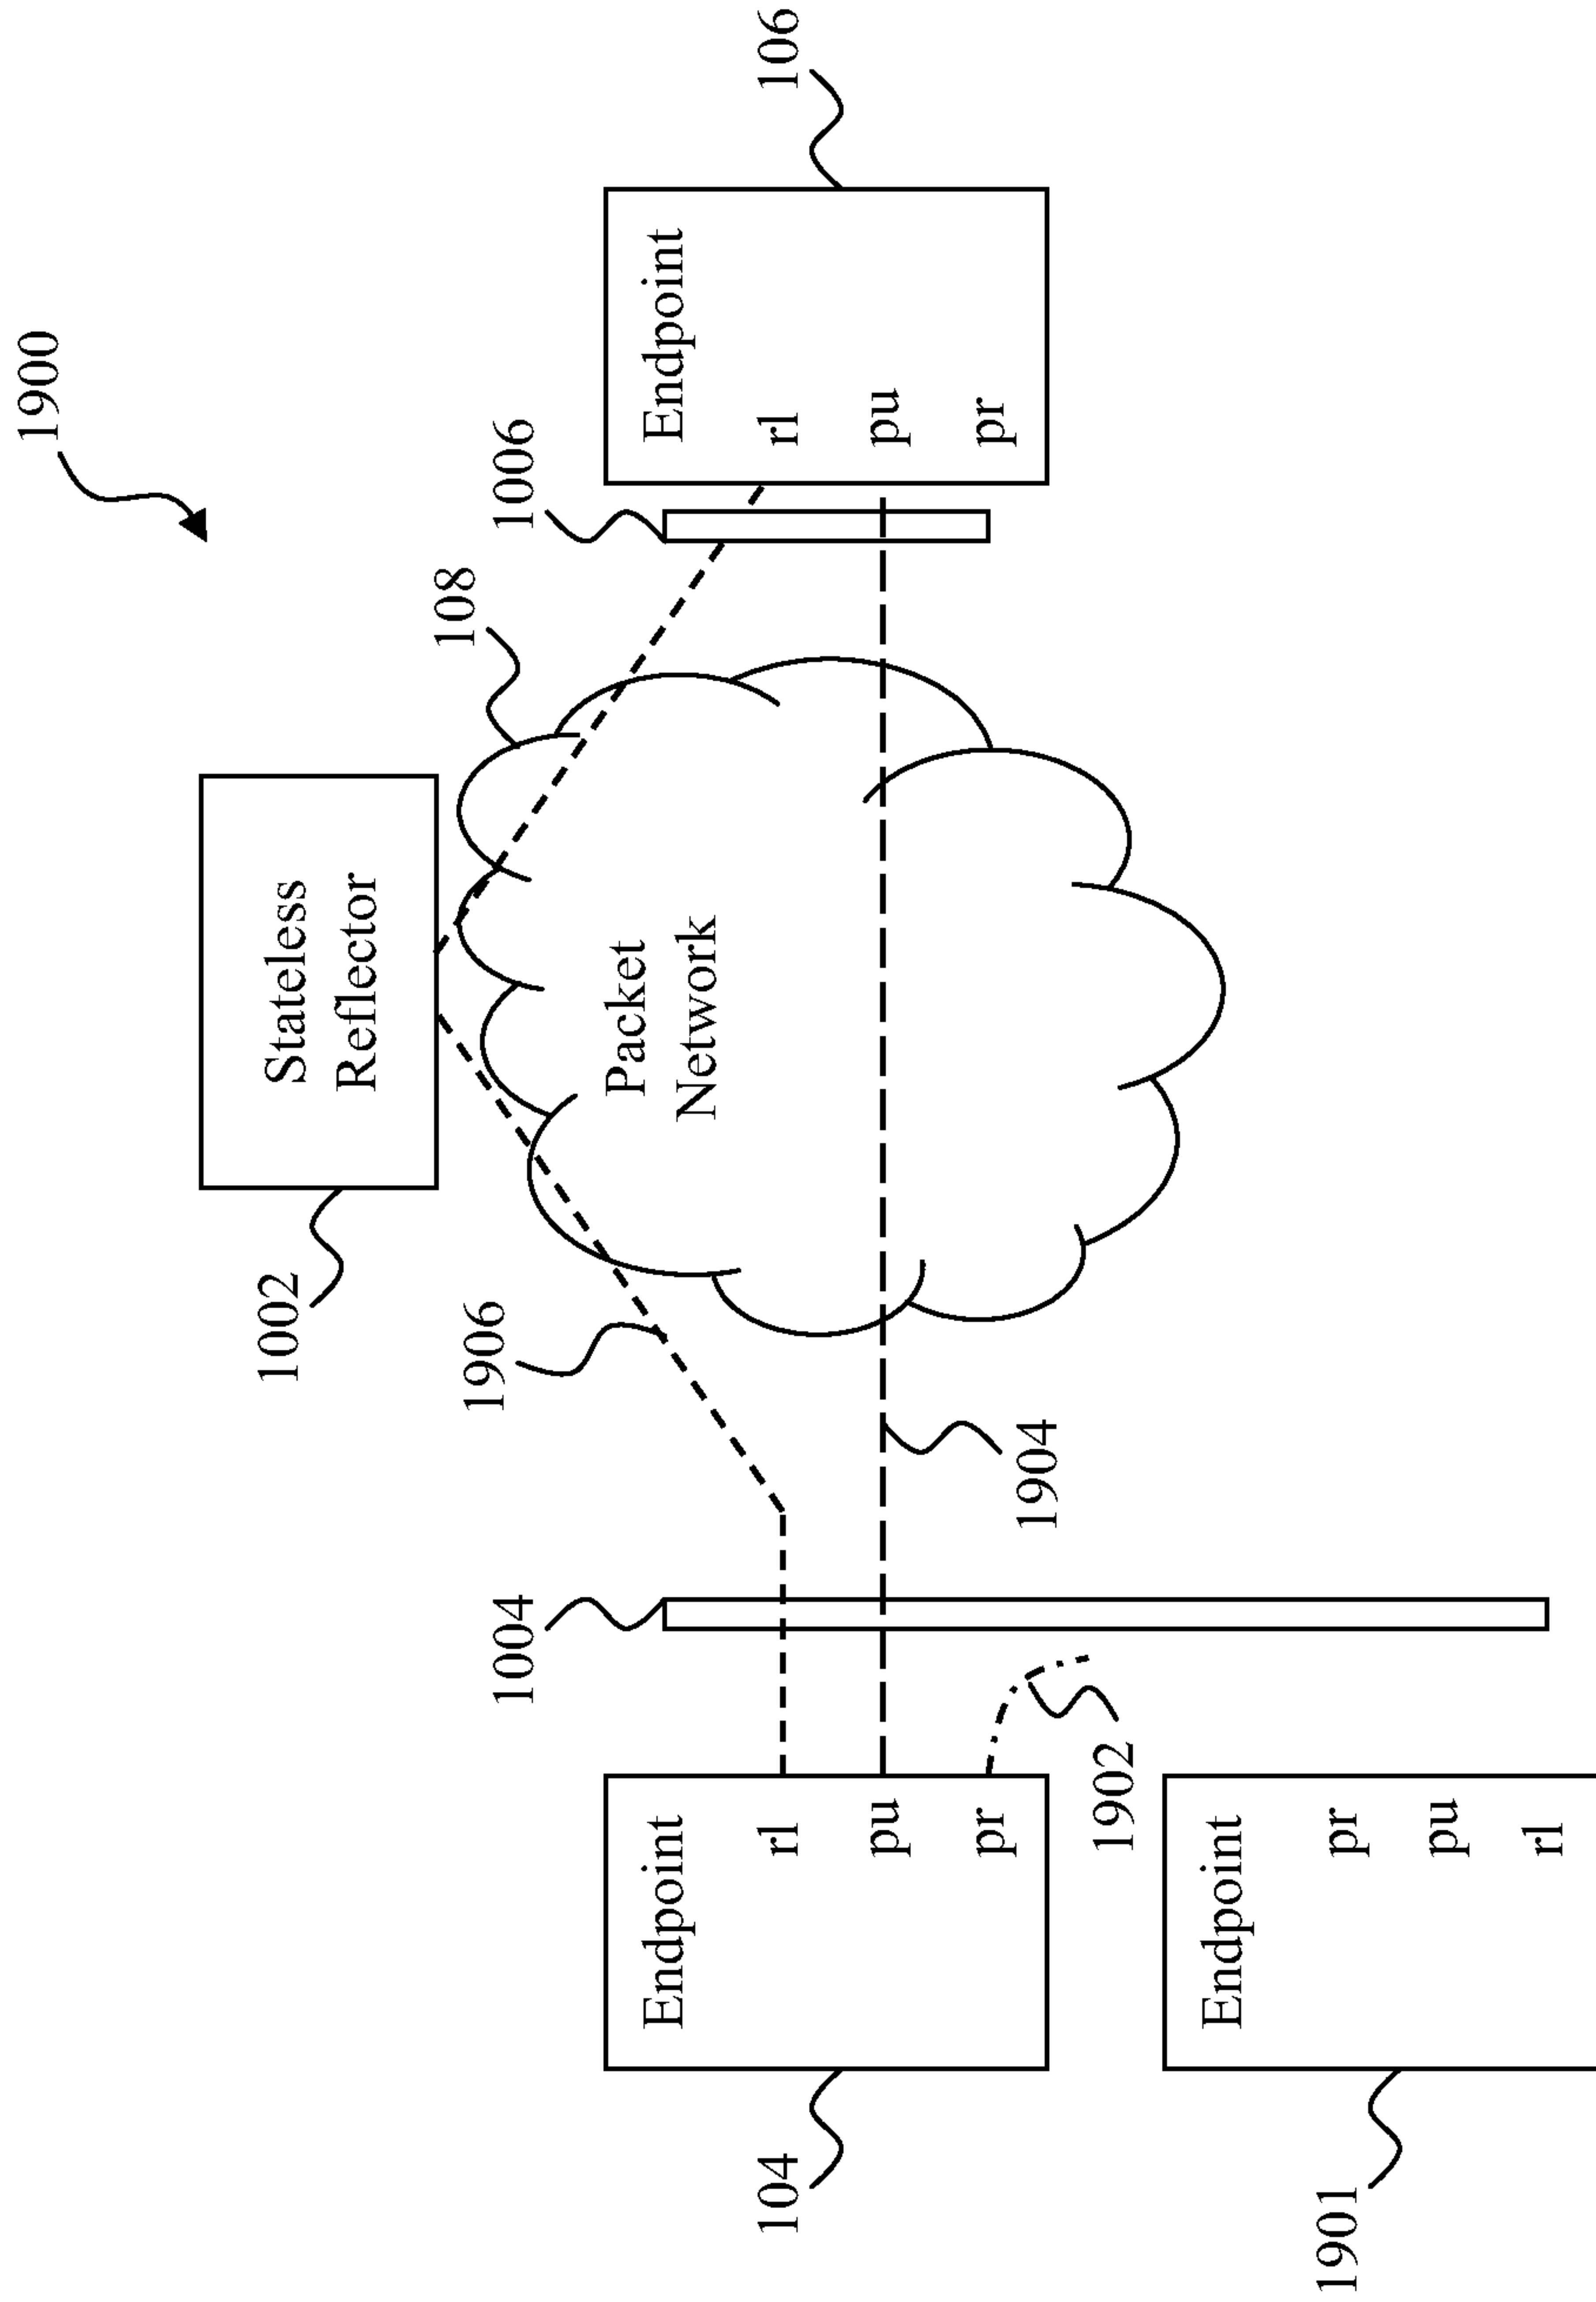 1900
1002
Stateless
Reflector
108
1906
1004
1006
Packet
Network
104
Endpoint
rl
pu
pr
Endpoint
rl
pu
pr
106
1904
1902
1901
Endpoint
pr
pu
rl